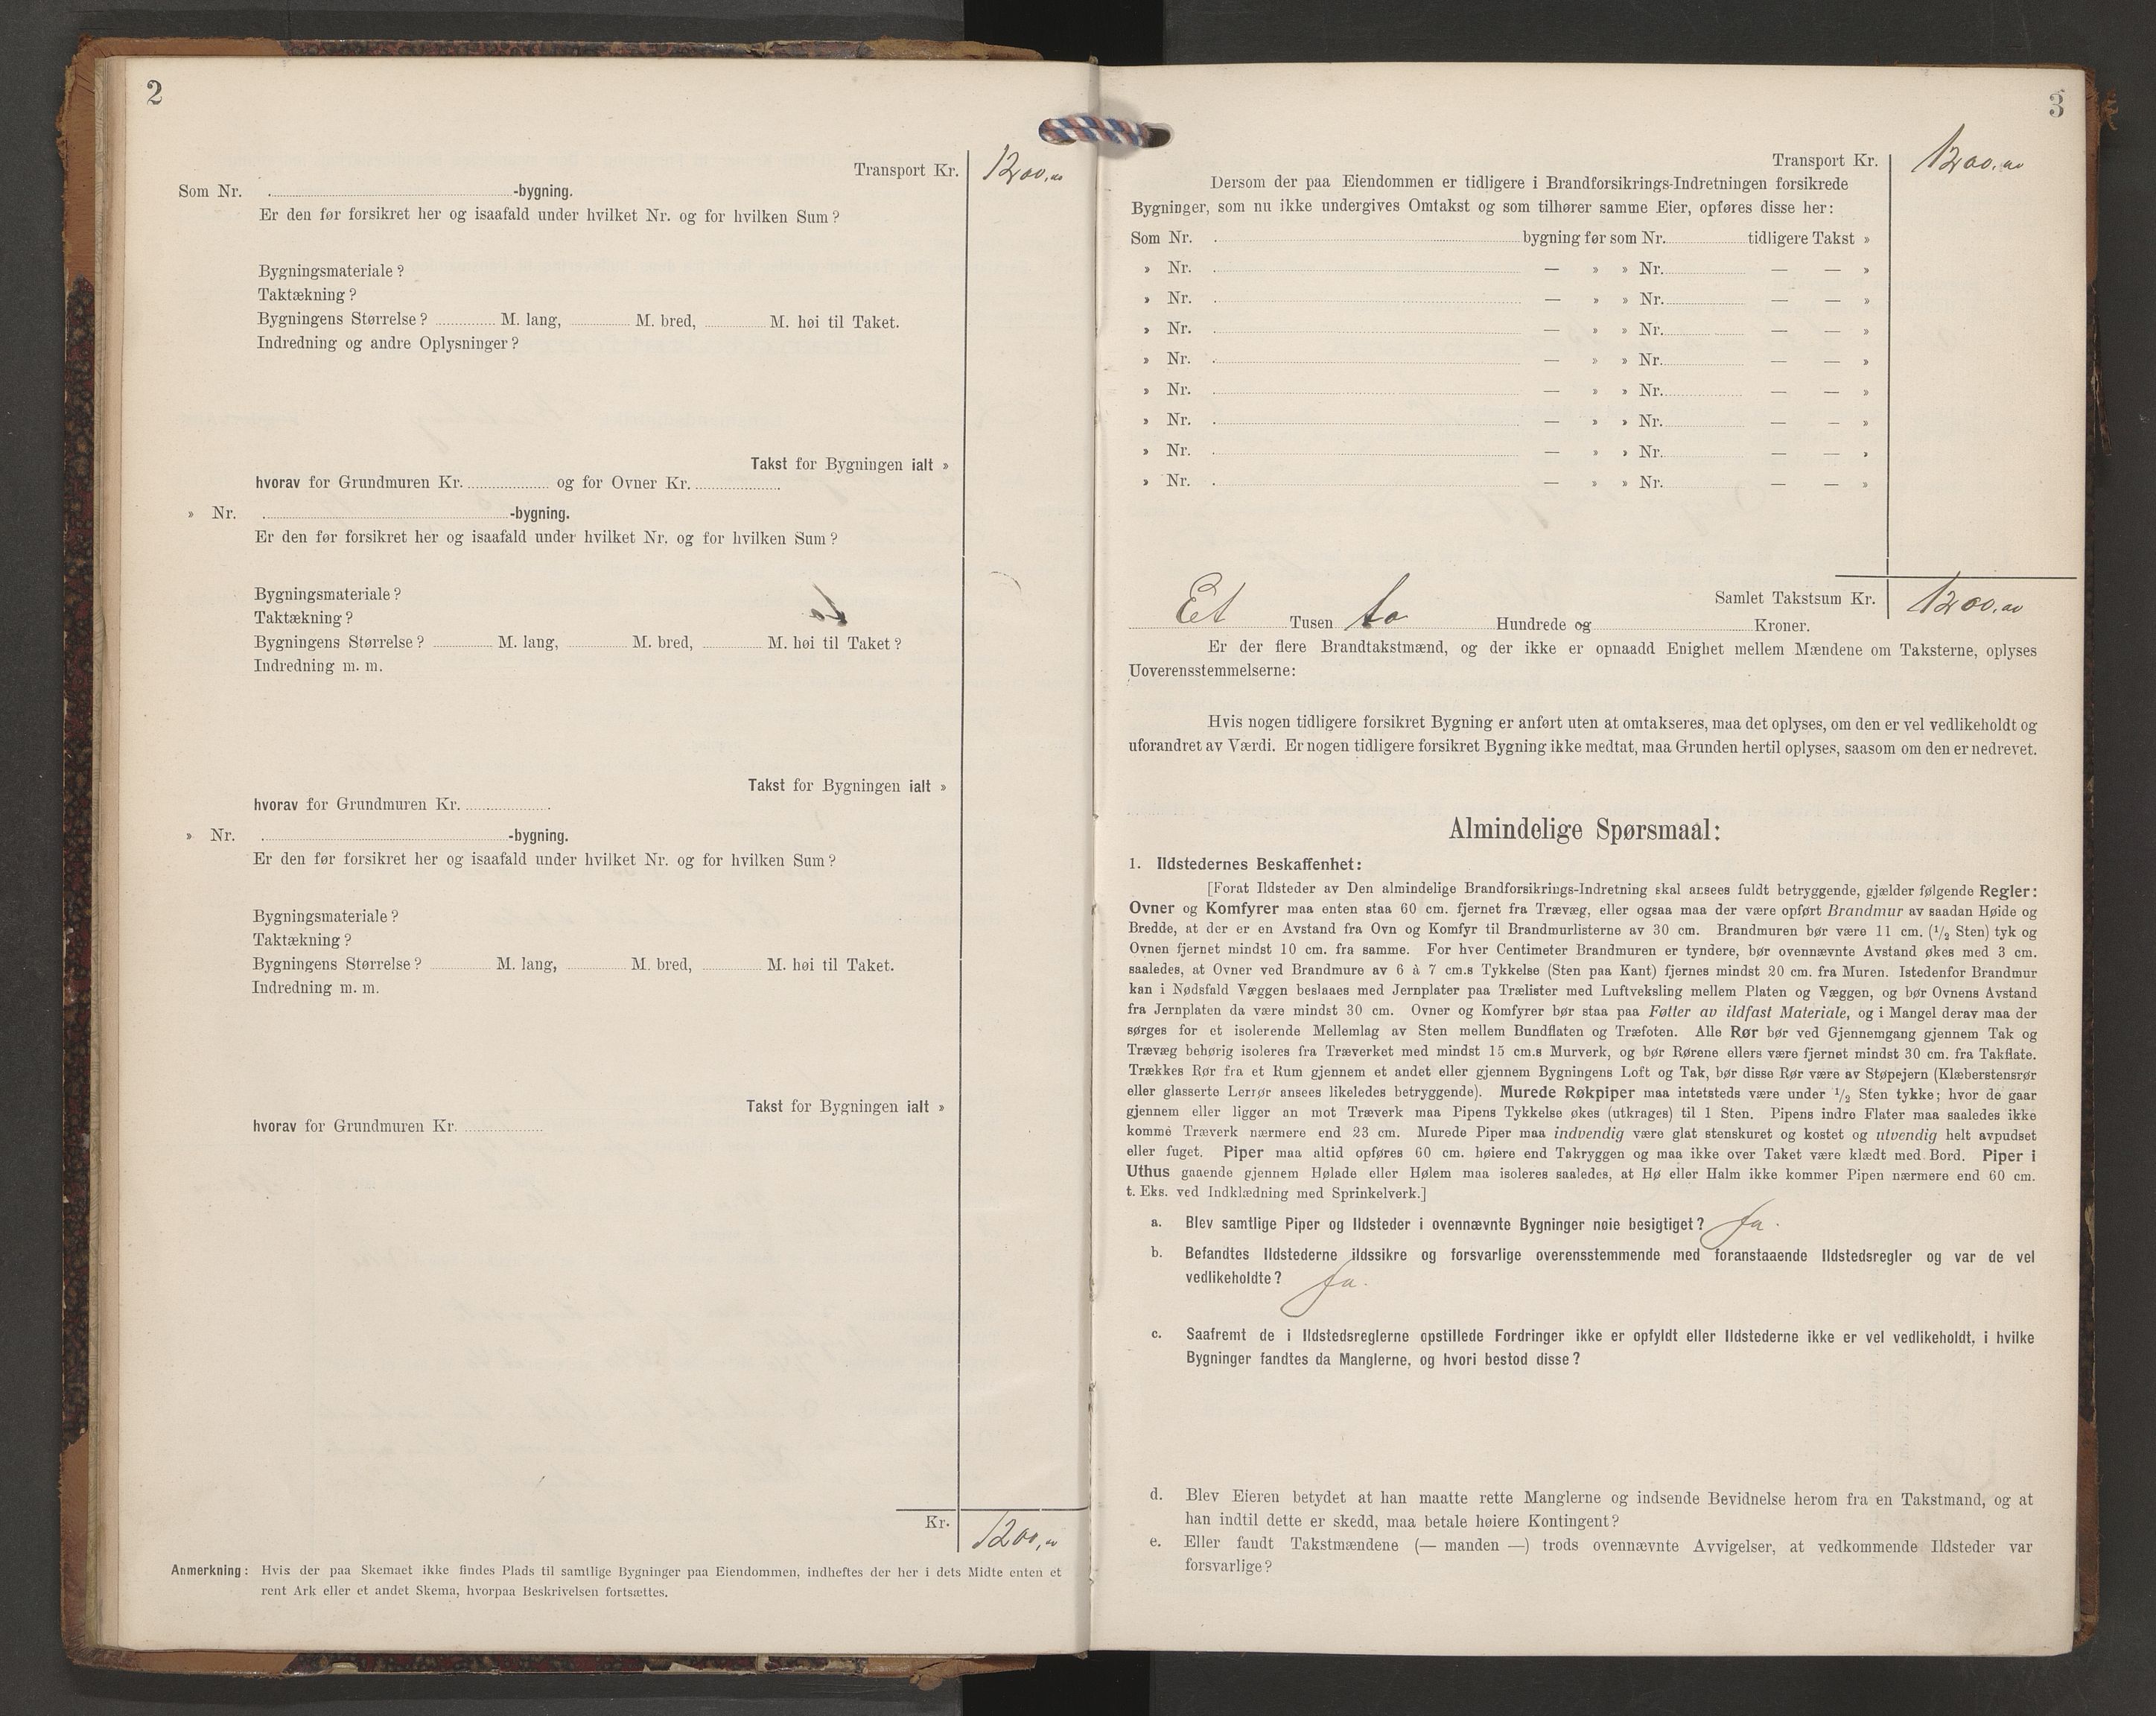 2
Transport Kr. 1200,00
Som Nr. -bygning.
Er den før forsikret her og isaafald under hvilket Nr. og for hvilken Sum?
Bygningsmateriale?
Taktækning?
Bygningens Størrelse? M. lang, M. bred, M. høi til Taket.
Indredning og andre Oplysninger?
Takst for Bygningen ialt »
hvorav for Grundmuren Kr. og for Ovner Kr.
» Nr. -bygning.
Er den før forsikret her og isaafald under hvilket Nr. og for hvilken Sum?
Bygningsmateriale?
Taktækning?
Bygningens Størrelse? M. lang, M. bred, M. høi til Taket?
Indredning m. m.
Takst for Bygningen ialt »
hvorav for Grundmuren Kr.
» Nr. -bygning.
Er den før forsikret her og isaafald under hvilket Nr. og for hvilken Sum?
Bygningsmateriale?
Taktækning?
Bygningens Størrelse? M. lang, M. bred, M. høi til Taket.
Indredning m. m.
Takst for Bygningen ialt »
hvorav for Grundmuren Kr.
Kr. 1200,00
Anmerkning: Hvis der paa Skemaet ikke findes Plads til samtlige Bygninger paa Eiendommen, indheftes der her i dets Midte enten et
rent Ark eller et andet Skema, hvorpaa Beskrivelsen fortsættes.
3
Transport Kr. 1200,00
Dersom der paa Eiendommen er tidligere i Brandforsikrings-Indretningen forsikrede
Bygninger, som nu ikke undergives Omtakst og som tilhører samme Eier, opføres disse her:
Som Nr. bygning før som Nr. tidligere Takst »
» Nr. — » » Nr. — — »
» Nr. — » » Nr. — — »
» Nr. — » » Nr. — — »
» Nr. — » » Nr. — — »
» Nr. — » » Nr. — — »
» Nr. — » » Nr. — — »
» Nr. — » » Nr. — — »
» Nr. — » » Nr. — — »
Samlet Takstsum Kr. 1200,00
Et Tusen to Hundrede og Kroner.
Er der flere Brandtakstmænd, og der ikke er opnaadd Enighet mellem Mændene om Taksterne, oplyses
Uoverensstemmelserne:
Hvis nogen tidligere forsikret Bygning er anført uten at omtakseres, maa det oplyses, om den er vel vedlikeholdt og
uforandret av Værdi. Er nogen tidligere forsikret Bygning ikke medtat, maa Grunden hertil oplyses, saasom om den er nedrevet.
Almindelige Spørsmaal:
1. Ildstedernes Beskaffenhet:
[Forat Ildsteder av Den almindelige Brandforsikrings-Indretning skal ansees fuldt betryggende, gjælder følgende Regler:
Ovner og Komfyrer maa enten staa 60 cm. fjernet fra Trævæg, eller ogsaa maa der være opført Brandmur av saadan Høide og
Bredde, at der er en Avstand fra Ovn og Komfyr til Brandmurlisterne av 30 cm. Brandmuren bør være 11 cm. (1/2 Sten) tyk og
Ovnen fjernet mindst 10 cm. fra samme. For hver Centimeter Brandmuren er tyndere, bør ovennævnte Avstand økes med 3 cm.
saaledes, at Ovner ved Brandmure av 6 à 7 cm.s Tykkelse (Sten paa Kant) fjernes mindst 20 cm. fra Muren. Istedenfor Brandmur
kan i Nødsfald Væggen beslaaes med Jernplater paa Trælister med Luftveksling mellem Platen og Væggen, og bør Ovnens Avstand
fra Jernplaten da være mindst 30 cm. Ovner og Komfyrer bør staa paa Føtter av ildfast Materiale, og i Mangel derav maa der
sørges for et isolerende Mellemlag av Sten mellem Bundflaten og Træfoten. Alle Rør bør ved Gjennemgang gjennem Tak og
Trævæg behørig isoleres fra Træverket med mindst 15 cm.s Murverk, og bør Rørene ellers være fjernet mindst 30 cm. fra Takflate.
Trækkes Rør fra et Rum gjennem et andet eller gjennem Bygningens Loft og Tak, bør disse Rør være av Støpejern (Klæberstensrør
eller glasserte Lerrør ansees likeledes betryggende). Murede Røkpiper maa intetsteds være under 1/2 Sten tykke; hvor de gaar
gjennem eller ligger an mot Træverk maa Pipens Tykkelse økes (utkrages) til 1 Sten. Pipens indre Flater maa saaledes ikke
komme Træverk nærmere end 23 cm. Murede Piper maa indvendig være glat stenskuret og kostet og utvendig helt avpudset
eller fuget. Piper maa altid opføres 60 cm. høiere end Takryggen og maa ikke over Taket være klædt med Bord. Piper i
Uthus gaaende gjennem Hølade eller Hølem maa isoleres saaledes, at Hø eller Halm ikke kommer Pipen nærmere end 60 cm.
t. Eks. ved Indklædning med Sprinkelverk.]
a. Blev samtlige Piper og Ildsteder i ovennævnte Bygninger nøie besigtiget? Ja.
b. Befandtes Ildstederne ildssikre og forsvarlige overensstemmende med foranstaaende Ildstedsregler og var de vel
vedlikeholdte? Ja.
c. Saafremt de i Ildstedsreglerne opstillede Fordringer ikke er opfyldt eller Ildstederne ikke er vel vedlikeholdt, i hvilke
Bygninger fandtes da Manglerne, og hvori bestod disse?
d. Blev Eieren betydet at han maatte rette Manglerne og indsende Bevidnelse herom fra en Takstmand, og at
han indtil dette er skedd, maa betale høiere Kontingent?
e. Eller fandt Takstmændene (— manden —) trods ovennævnte Avvigelser, at vedkommende Ildsteder var
forsvarlige?